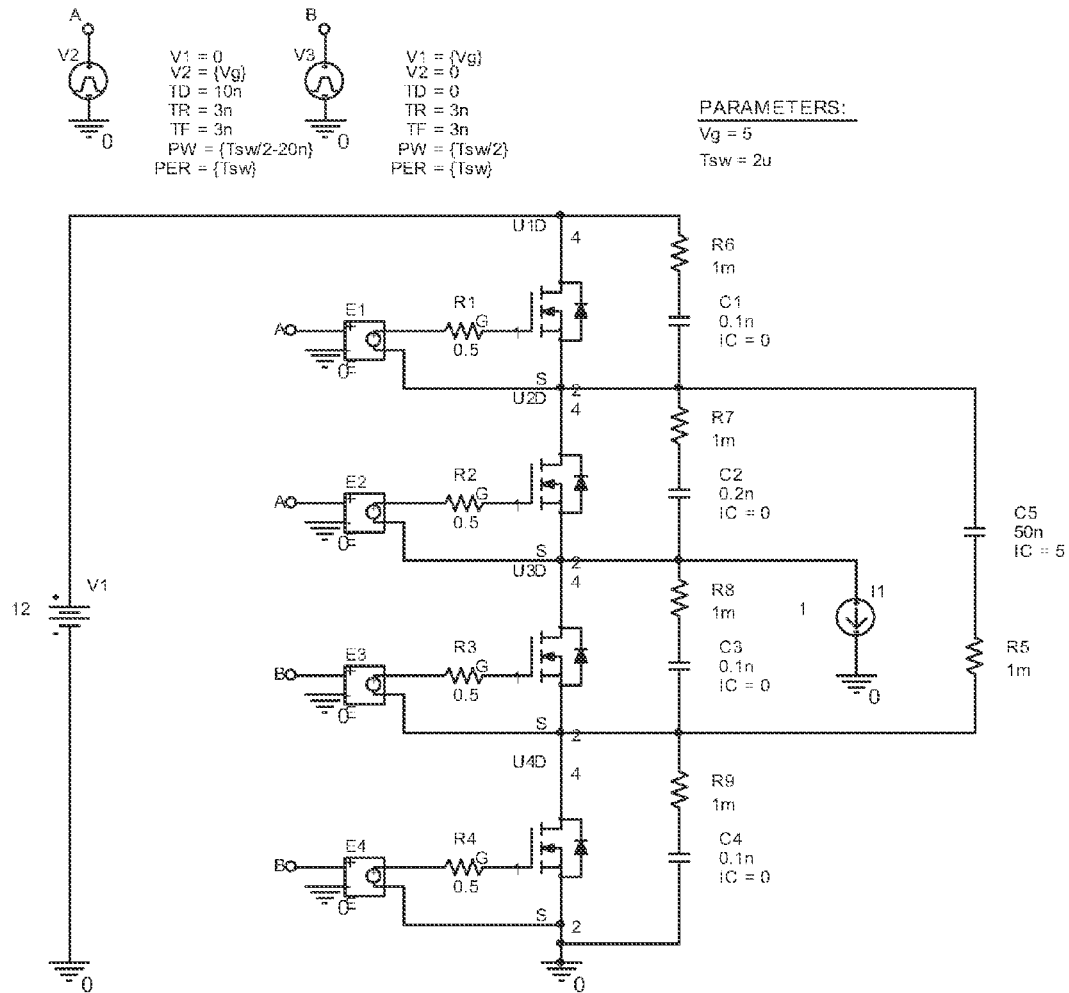 A
V2
V1 = 0
V2 = {Vg}
TD = 10n
TR = 3n
TF = 3n
PW = {Tsw/2-20n}
PER = {Tsw}
0
B
V3
V1 = {Vg}
V2 = 0
TD = 0
TR = 3n
TF = 3n
PW = {Tsw/2}
PER = {Tsw}
0
PARAMETERS:
Vg = 5
Tsw = 2u
U1D
4
R6
1m
E1
R1
G
A
1
0.5
C1
0.1n
IC = 0
0
E
S
2
U2D
4
R7
1m
E2
R2
G
A
1
0.5
C2
0.2n
IC = 0
0
E
C5
50n
IC = 5
S
2
U3D
4
V1
12
+
-
R8
1m
1
I1
E3
R3
G
B
1
0.5
C3
0.1n
IC = 0
0
E
0
R5
1m
S
2
U4D
4
R9
1m
E4
R4
G
B
1
0.5
C4
0.1n
IC = 0
0
E
S
2
0
0